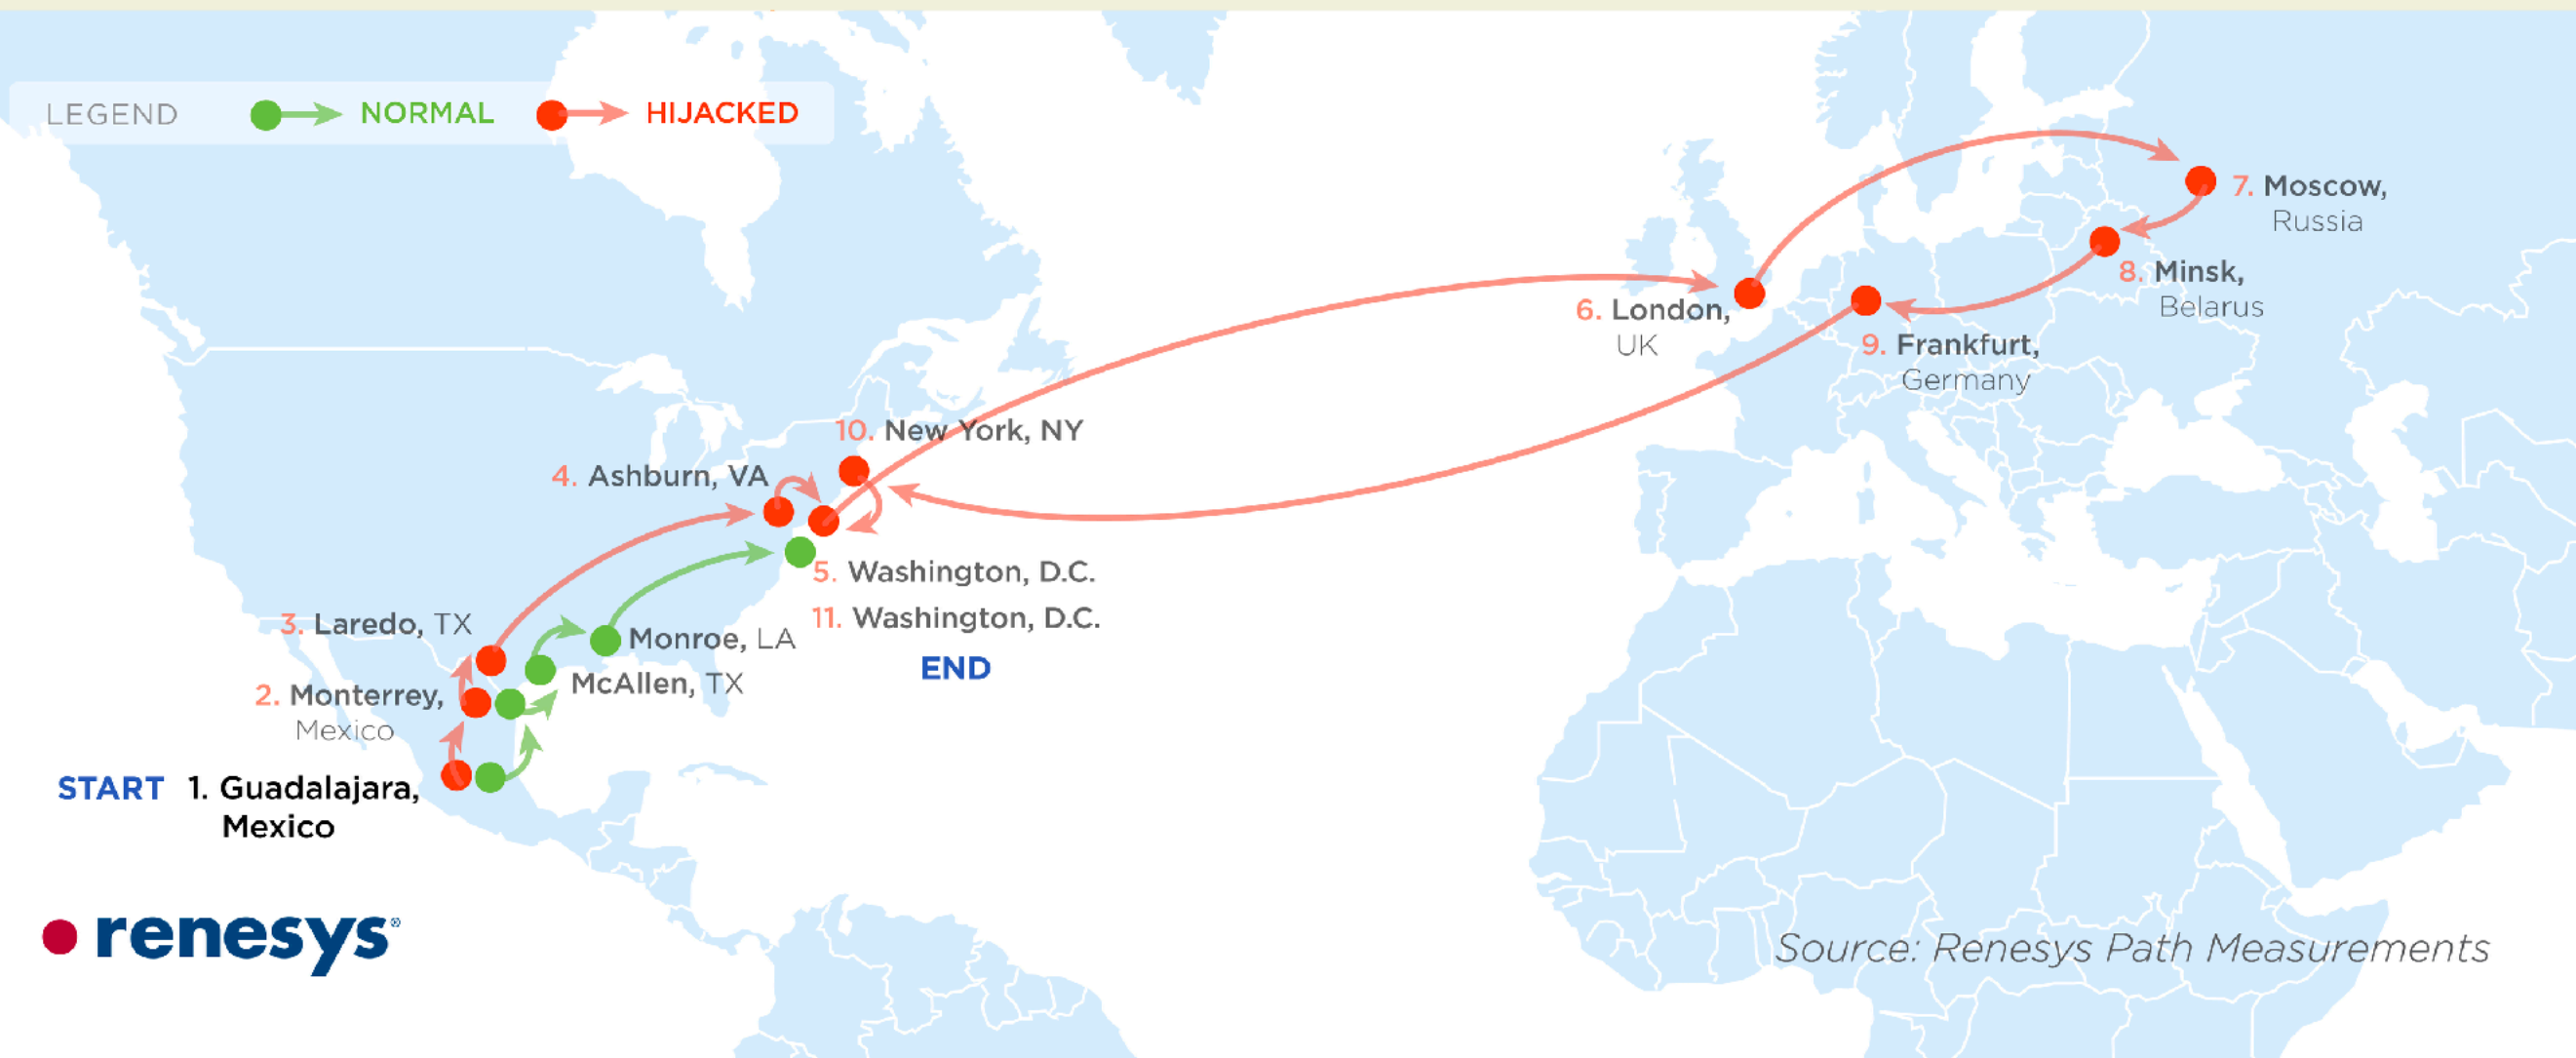 LEGEND NORMAL HIJACKED
7. Moscow,
Russia
8. Minsk,
Belarus
6. London,
UK
9. Frankfurt,
Germany
10. New York, NY
4. Ashburn, VA
5. Washington, D.C.
11. Washington, D.C.
END
3. Laredo, TX
Monroe, LA
McAllen, TX
2. Monterrey,
Mexico
START 1. Guadalajara,
Mexico
renesys®
Source: Renesys Path Measurements